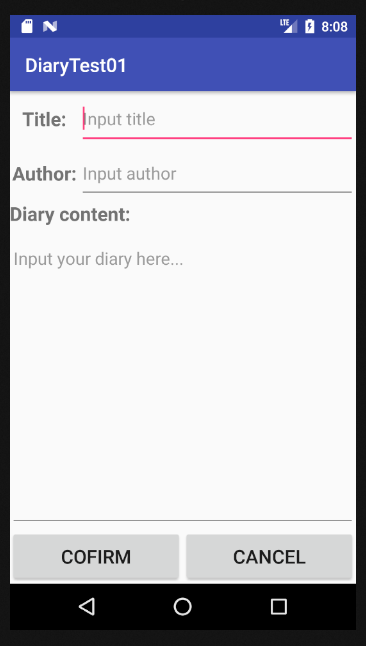 LTE 8:08
DiaryTest01
Title: Input title
Author: Input author
Diary content:
Input your diary here...
COFIRM CANCEL